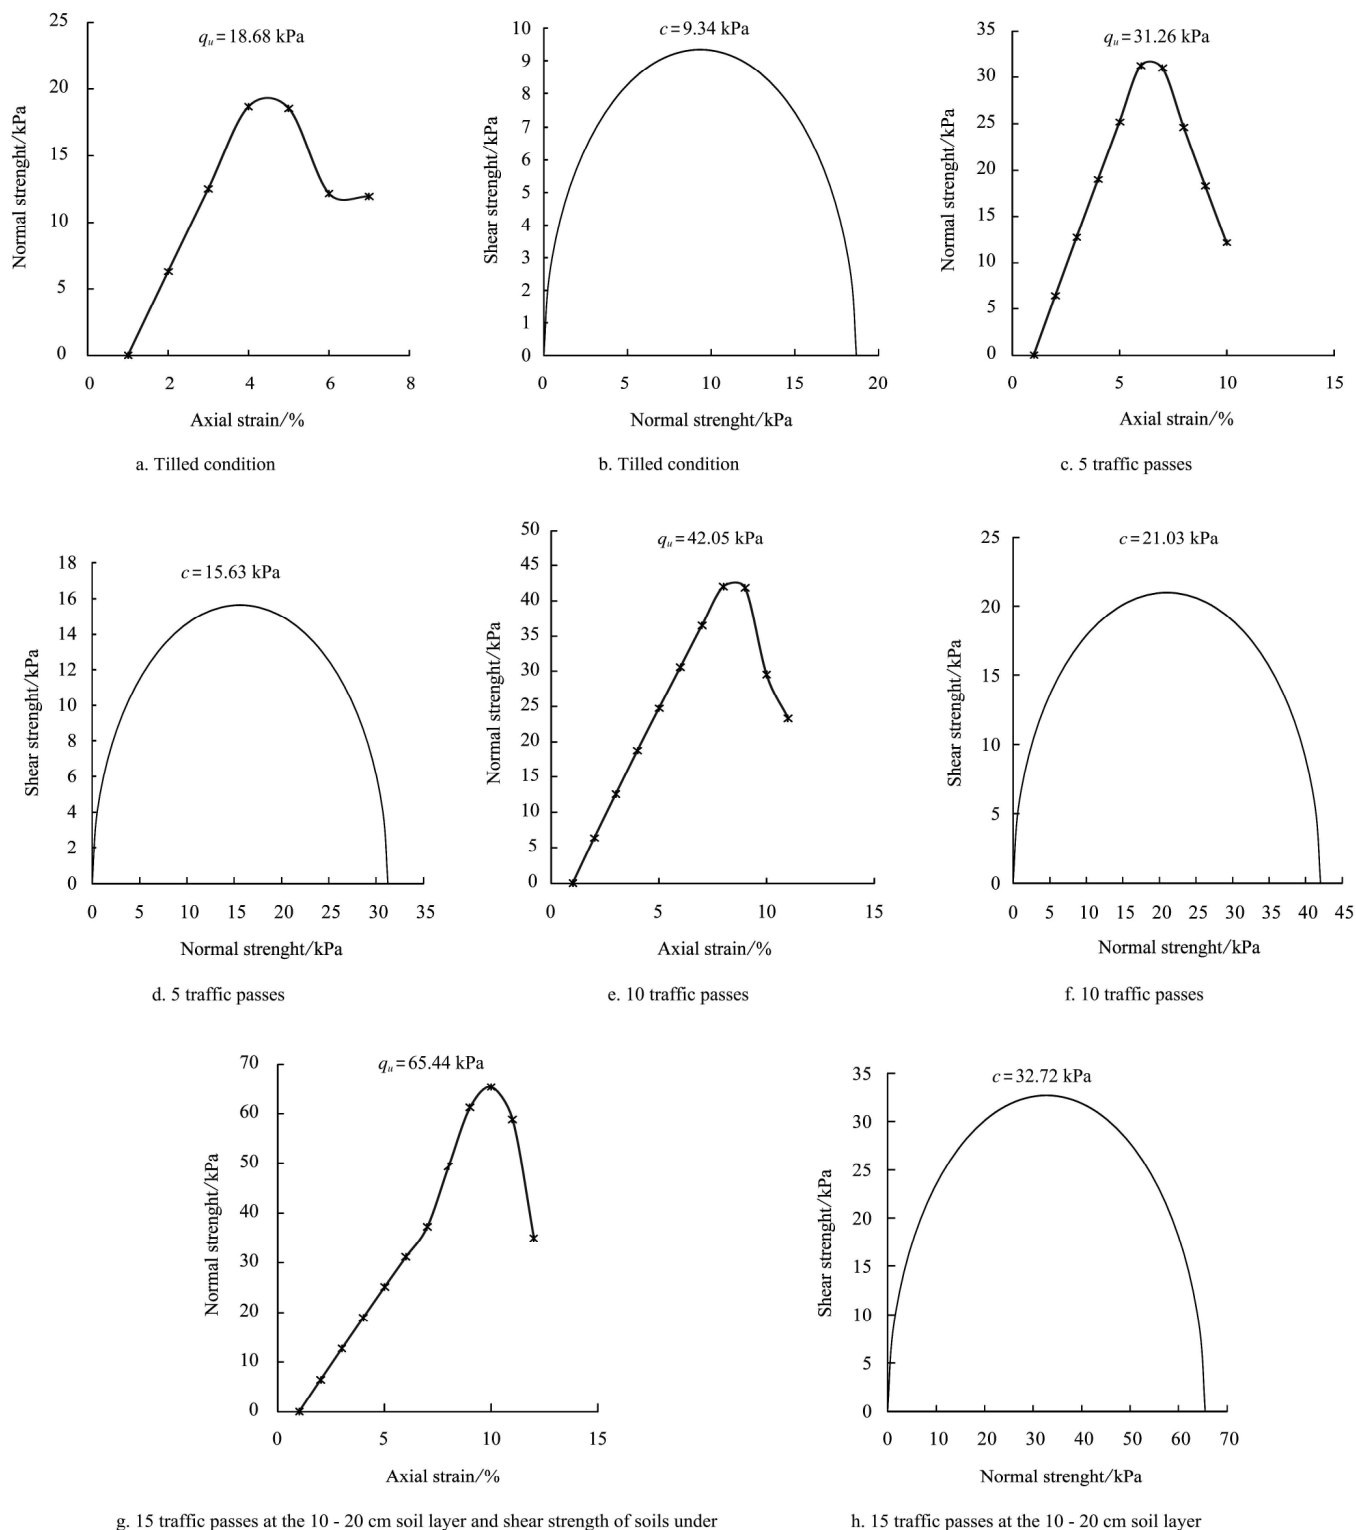 25
20
15
10
5
0
Normal strenght/kPa
qu=18.68 kPa
0 2 4 6 8
Axial strain/%
a. Tilled condition
10
9
8
7
6
5
4
3
2
1
0
Shear strenght/kPa
c=9.34 kPa
0 5 10 15 20
Normal strenght/kPa
b. Tilled condition
35
30
25
20
15
10
5
0
Normal strenght/kPa
qu=31.26 kPa
0 5 10 15
Axial strain/%
c. 5 traffic passes
18
16
14
12
10
8
6
4
2
0
Shear strenght/kPa
c=15.63 kPa
0 5 10 15 20 25 30 35
Normal strenght/kPa
d. 5 traffic passes
50
45
40
35
30
25
20
15
10
5
0
Normal strenght/kPa
qu=42.05 kPa
0 5 10 15
Axial strain/%
e. 10 traffic passes
25
20
15
10
5
0
Shear strenght/kPa
c=21.03 kPa
0 5 10 15 20 25 30 35 40 45
Normal strenght/kPa
f. 10 traffic passes
70
60
50
40
30
20
10
0
Normal strenght/kPa
qu=65.44 kPa
0 5 10 15
Axial strain/%
g. 15 traffic passes at the 10 - 20 cm soil layer and shear strength of soils under
35
30
25
20
15
10
5
0
Shear strenght/kPa
c=32.72 kPa
0 10 20 30 40 50 60 70
Normal strenght/kPa
h. 15 traffic passes at the 10 - 20 cm soil layer